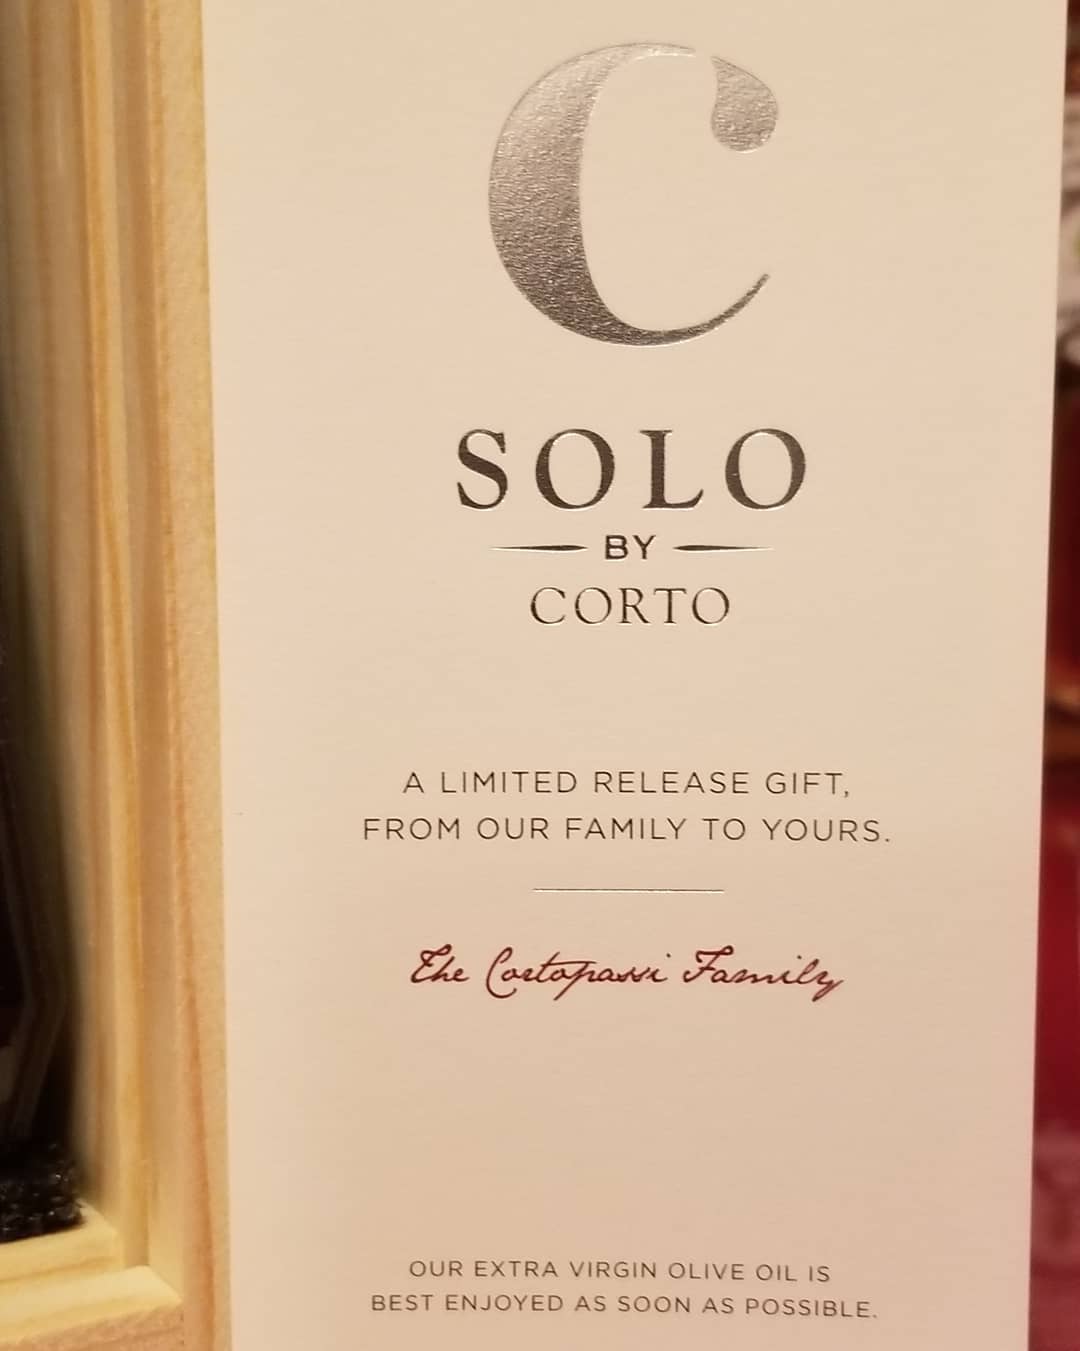 C
SOLO
BY
CORTO
A LIMITED RELEASE GIFT,
FROM OUR FAMILY TO YOURS.
The Cortopassi Family
OUR EXTRA VIRGIN OLIVE OIL IS
BEST ENJOYED AS SOON AS POSSIBLE.